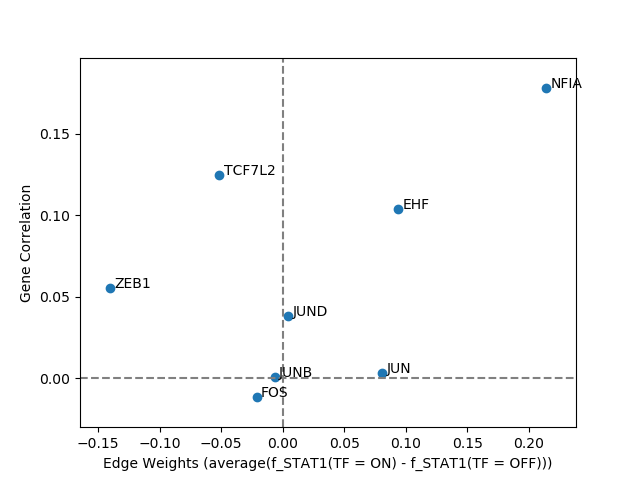 NFIA
0.15
TCF7L2
0.10
EHF
Gene Correlation
ZEB1
0.05
JUND
JUNB
JUN
0.00
FOS
−0.15 −0.10 −0.05 0.00 0.05 0.10 0.15 0.20
Edge Weights (average(f_STAT1(TF = ON) - f_STAT1(TF = OFF)))